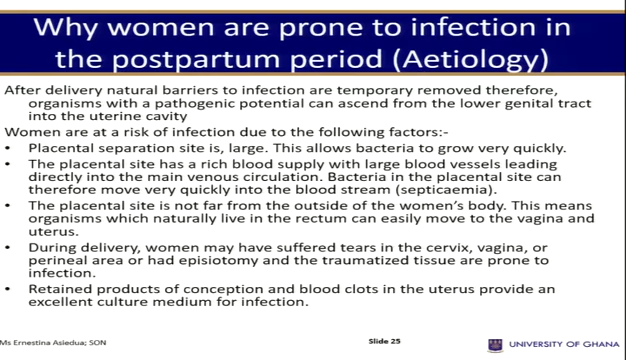 Why women are prone to infection in
the postpartum period (Aetiology)
After delivery natural barriers to infection are temporary removed therefore,
organisms with a pathogenic potential can ascend from the lower genital tract
into the uterine cavity
Women are at a risk of infection due to the following factors:-
• Placental separation site is, large. This allows bacteria to grow very quickly.
• The placental site has a rich blood supply with large blood vessels leading
directly into the main venous circulation. Bacteria in the placental site can
therefore move very quickly into the blood stream (septicaemia).
• The placental site is not far from the outside of the women's body. This means
organisms which naturally live in the rectum can easily move to the vagina and
uterus.
• During delivery, women may have suffered tears in the cervix, vagina, or
perineal area or had episiotomy and the traumatized tissue are prone to
infection.
• Retained products of conception and blood clots in the uterus provide an
excellent culture medium for infection.
Ms Ernestina Asiedua; SON
Slide 25
UNIVERSITY OF GHANA